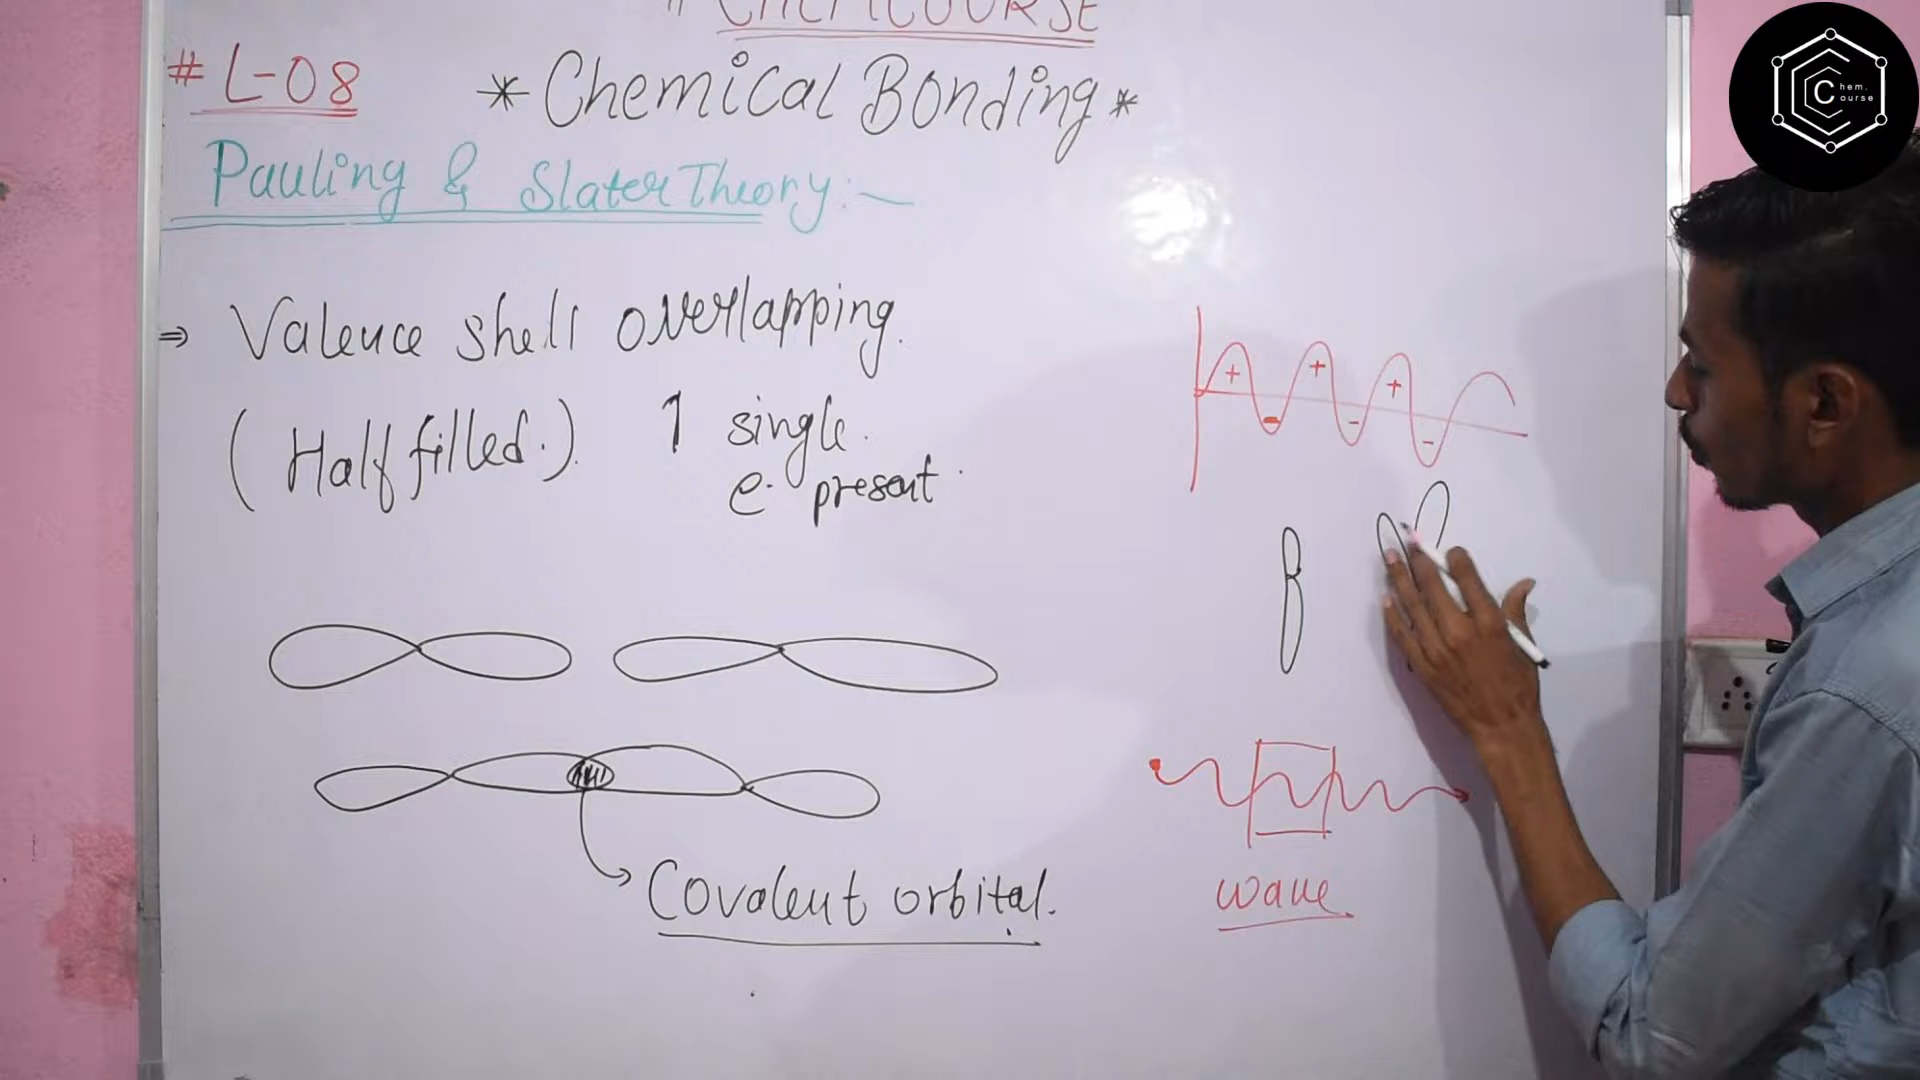 # CHEMCOURSE
# L-08
* Chemical Bonding *
Pauling & Slater Theory:-
⇒ Valence shell overlapping.
(Half filled.) 1 single.
e- present.
Covalent orbital.
+ + +
- - -
wave
Chem.
Course